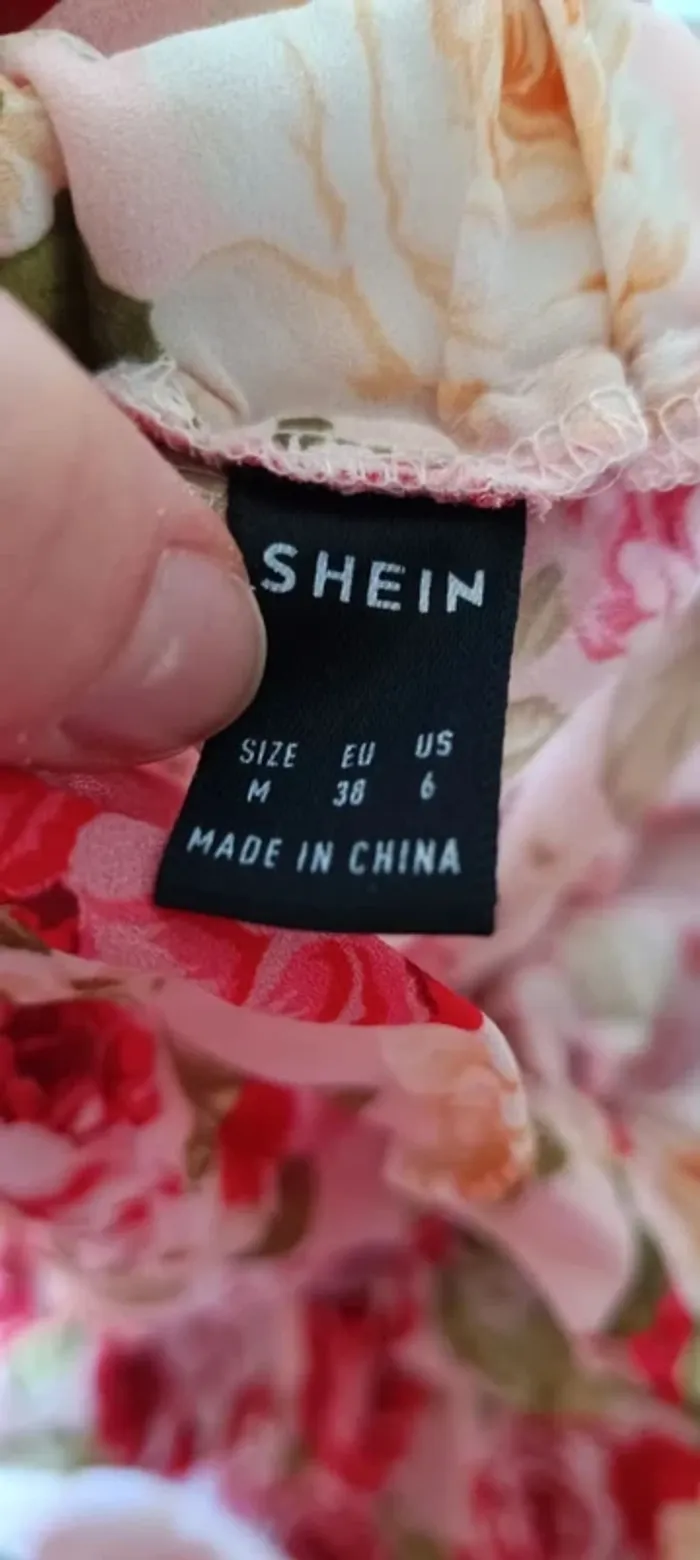 SHEIN
SIZE EU US
M 38 6
MADE IN CHINA